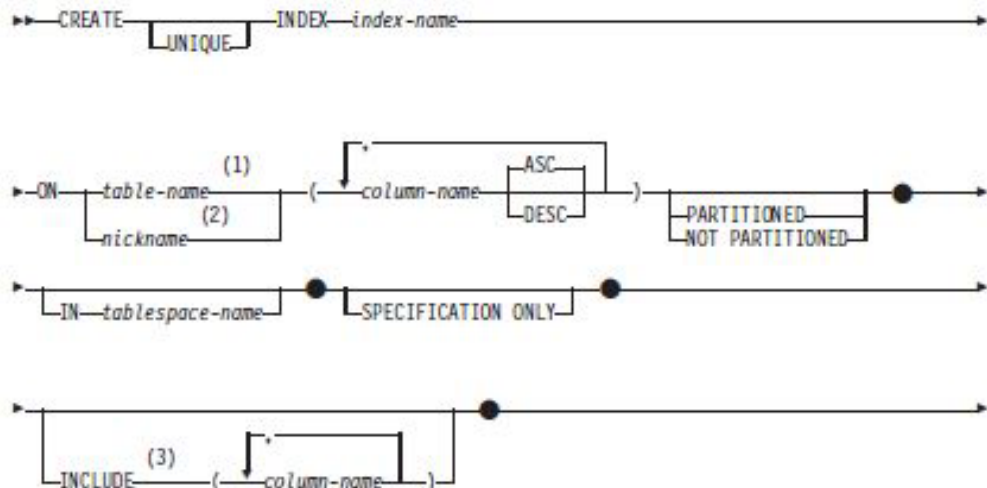 CREATE INDEX index-name
UNIQUE
(1)
,
ON table-name ( column-name ASC )
(2)
DESC
PARTITIONED
nickname
NOT PARTITIONED
IN tablespace-name
SPECIFICATION ONLY
(3)
,
INCLUDE ( column-name )